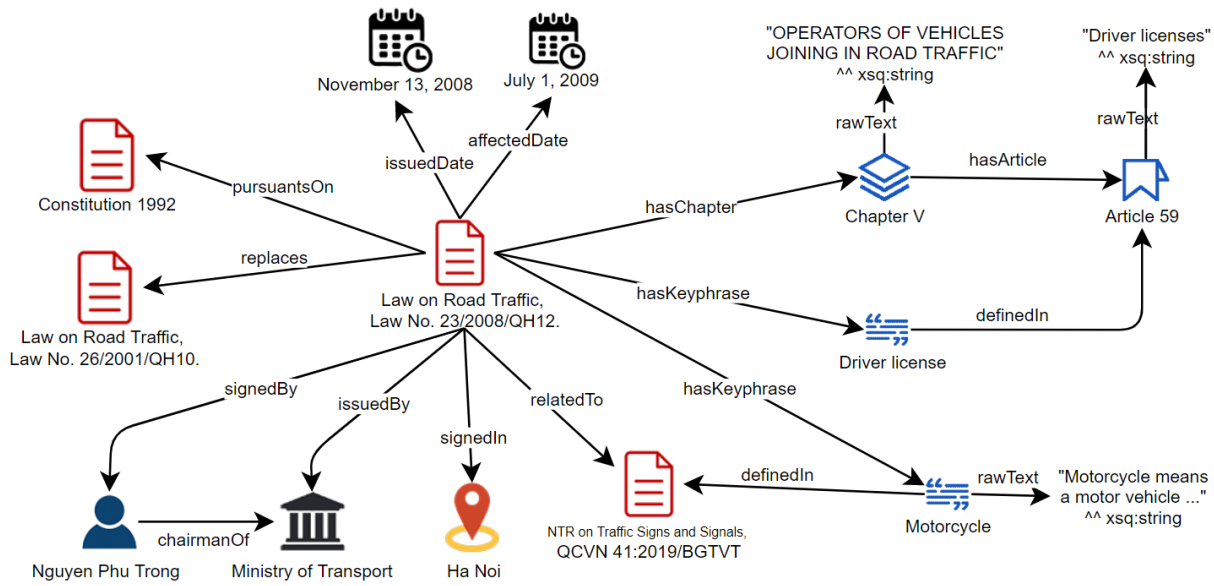 "OPERATORS OF VEHICLES
JOINING IN ROAD TRAFFIC"
^^ xsq:string
"Driver licenses"
^^ xsq:string
November 13, 2008
July 1, 2009
rawText
rawText
issuedDate
affectedDate
hasArticle
pursuantsOn
Constitution 1992
hasChapter
Chapter V
Article 59
replaces
hasKeyphrase
Law on Road Traffic,
Law No. 23/2008/QH12.
definedIn
Law on Road Traffic,
Law No. 26/2001/QH10.
Driver license
signedBy
issuedBy
relatedTo
hasKeyphrase
signedIn
definedIn
rawText
"Motorcycle means
a motor vehicle ..."
^^ xsq:string
Motorcycle
chairmanOf
NTR on Traffic Signs and Signals,
QCVN 41:2019/BGTVT
Nguyen Phu Trong
Ministry of Transport
Ha Noi